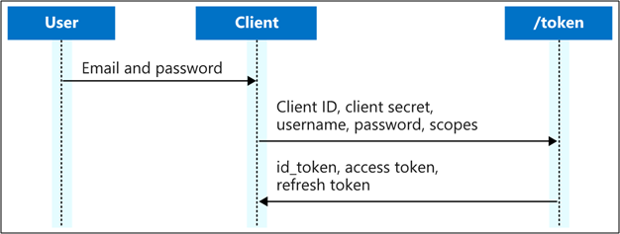 User
Client
/token
Email and password
Client ID, client secret,
username, password, scopes
id_token, access token,
refresh token